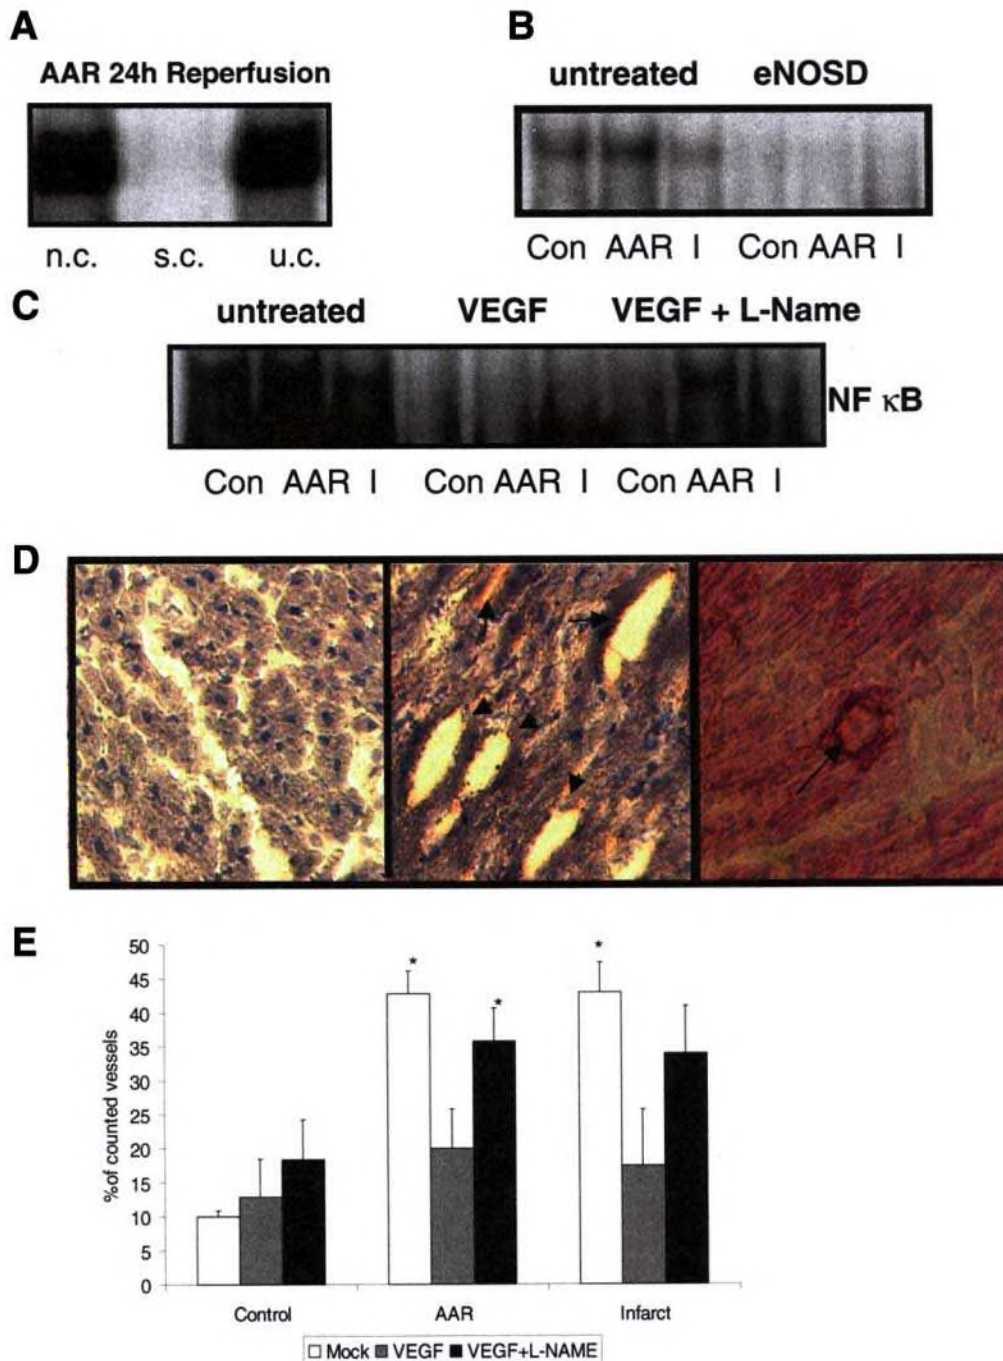 A
AAR 24h Reperfusion
n.c. s.c. u.c.
B
untreated eNOSD
Con AAR I Con AAR I
C
untreated VEGF VEGF + L-Name
NF κB
Con AAR I Con AAR I Con AAR I
D
E
50
45
40
35
30
25
20
15
10
5
0
%of counted vessels
* * *
Control AAR Infarct
Mock VEGF VEGF+L-NAME